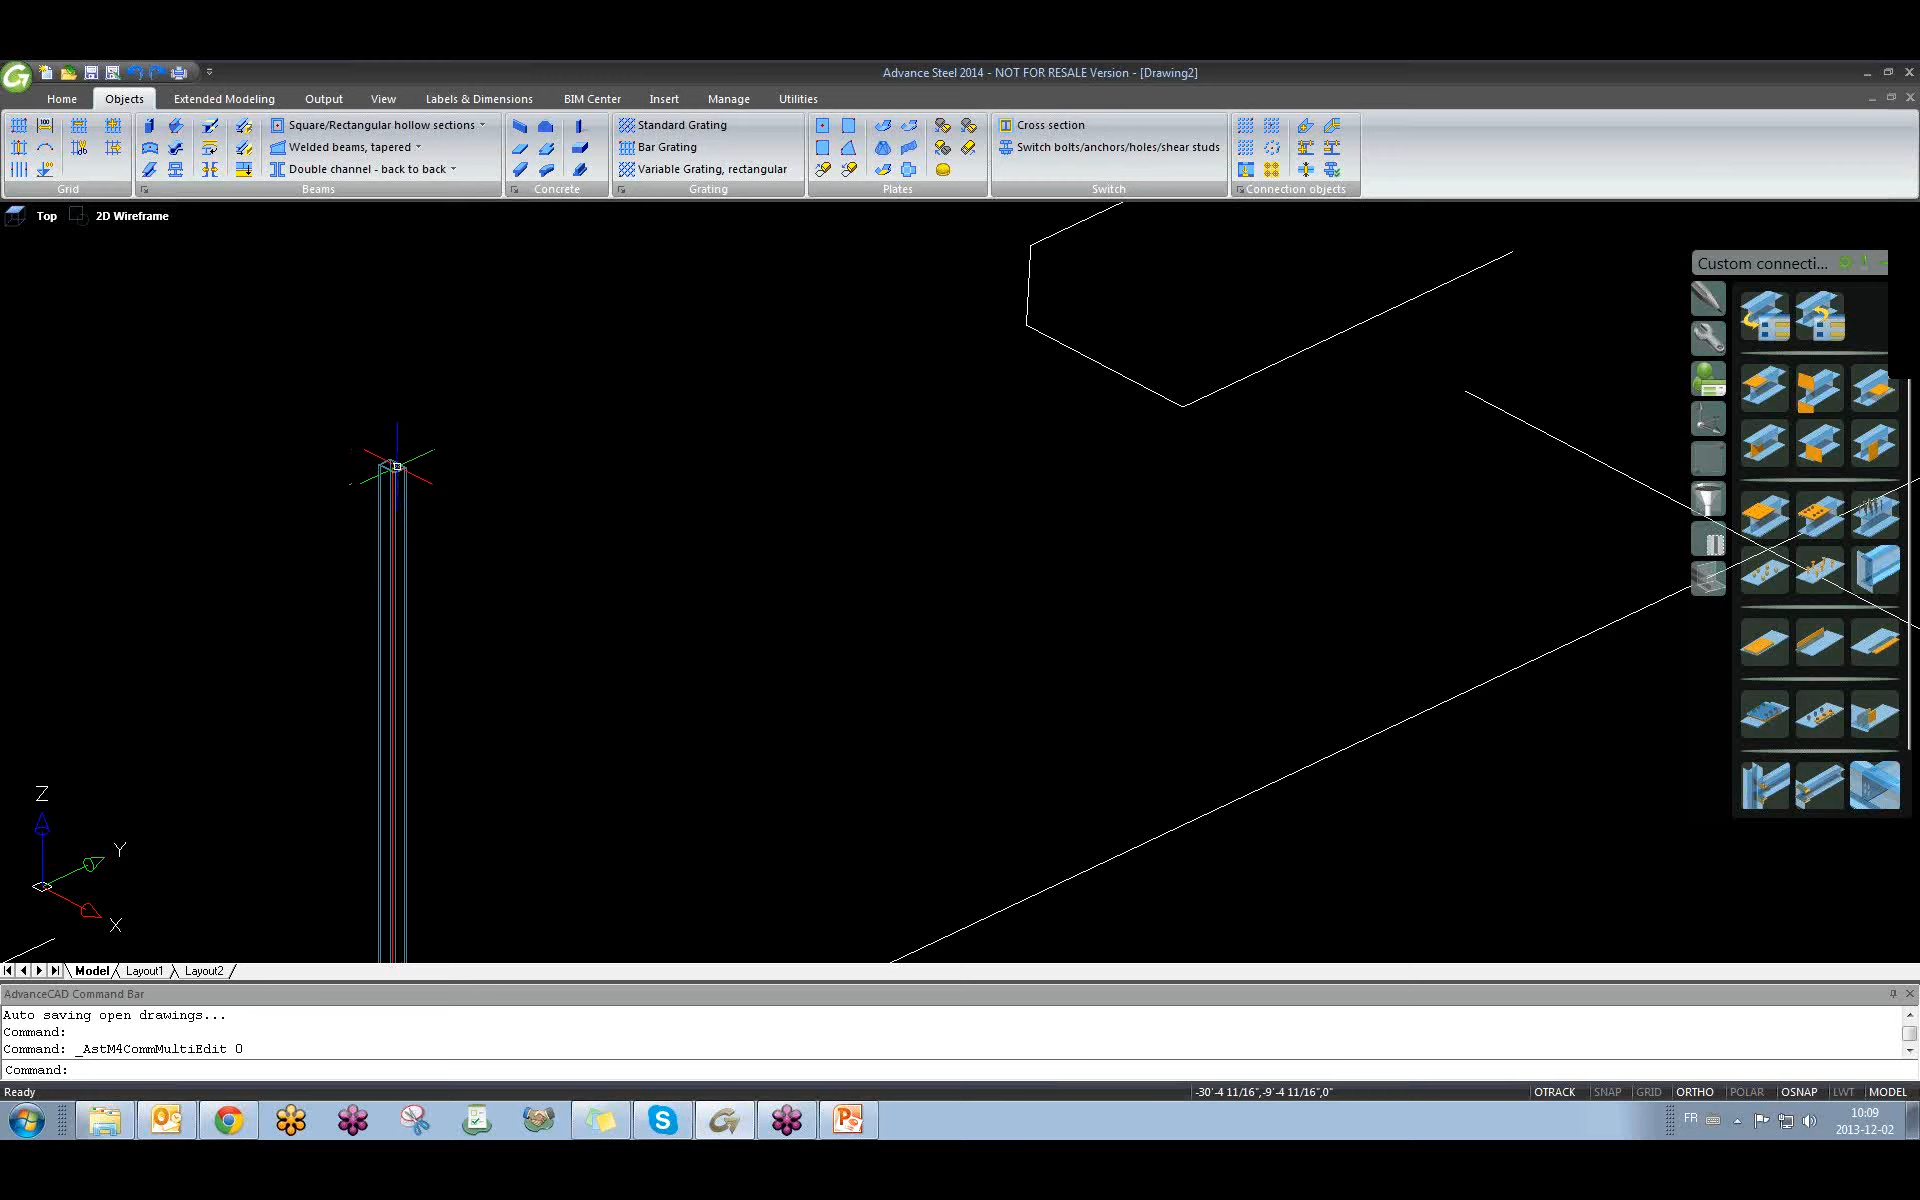 Advance Steel 2014 - NOT FOR RESALE Version - [Drawing2]
Home Objects Extended Modeling Output View Labels & Dimensions BIM Center Insert Manage Utilities
Square/Rectangular hollow sections
Welded beams, tapered
Double channel - back to back
Standard Grating
Bar Grating
Variable Grating, rectangular
Cross section
Switch bolts/anchors/holes/shear studs
Grid Beams Concrete Grating Plates Switch Connection objects
Top 2D Wireframe
Custom connecti...
Z
Y
X
Model Layout1 Layout2
AdvanceCAD Command Bar
Auto saving open drawings...
Command:
Command: _AstM4CommMultiEdit 0
Command:
Ready
-30'-4 11/16",-9'-4 11/16",0"
OTRACK SNAP GRID ORTHO POLAR OSNAP LWT MODEL
FR
10:09
2013-12-02